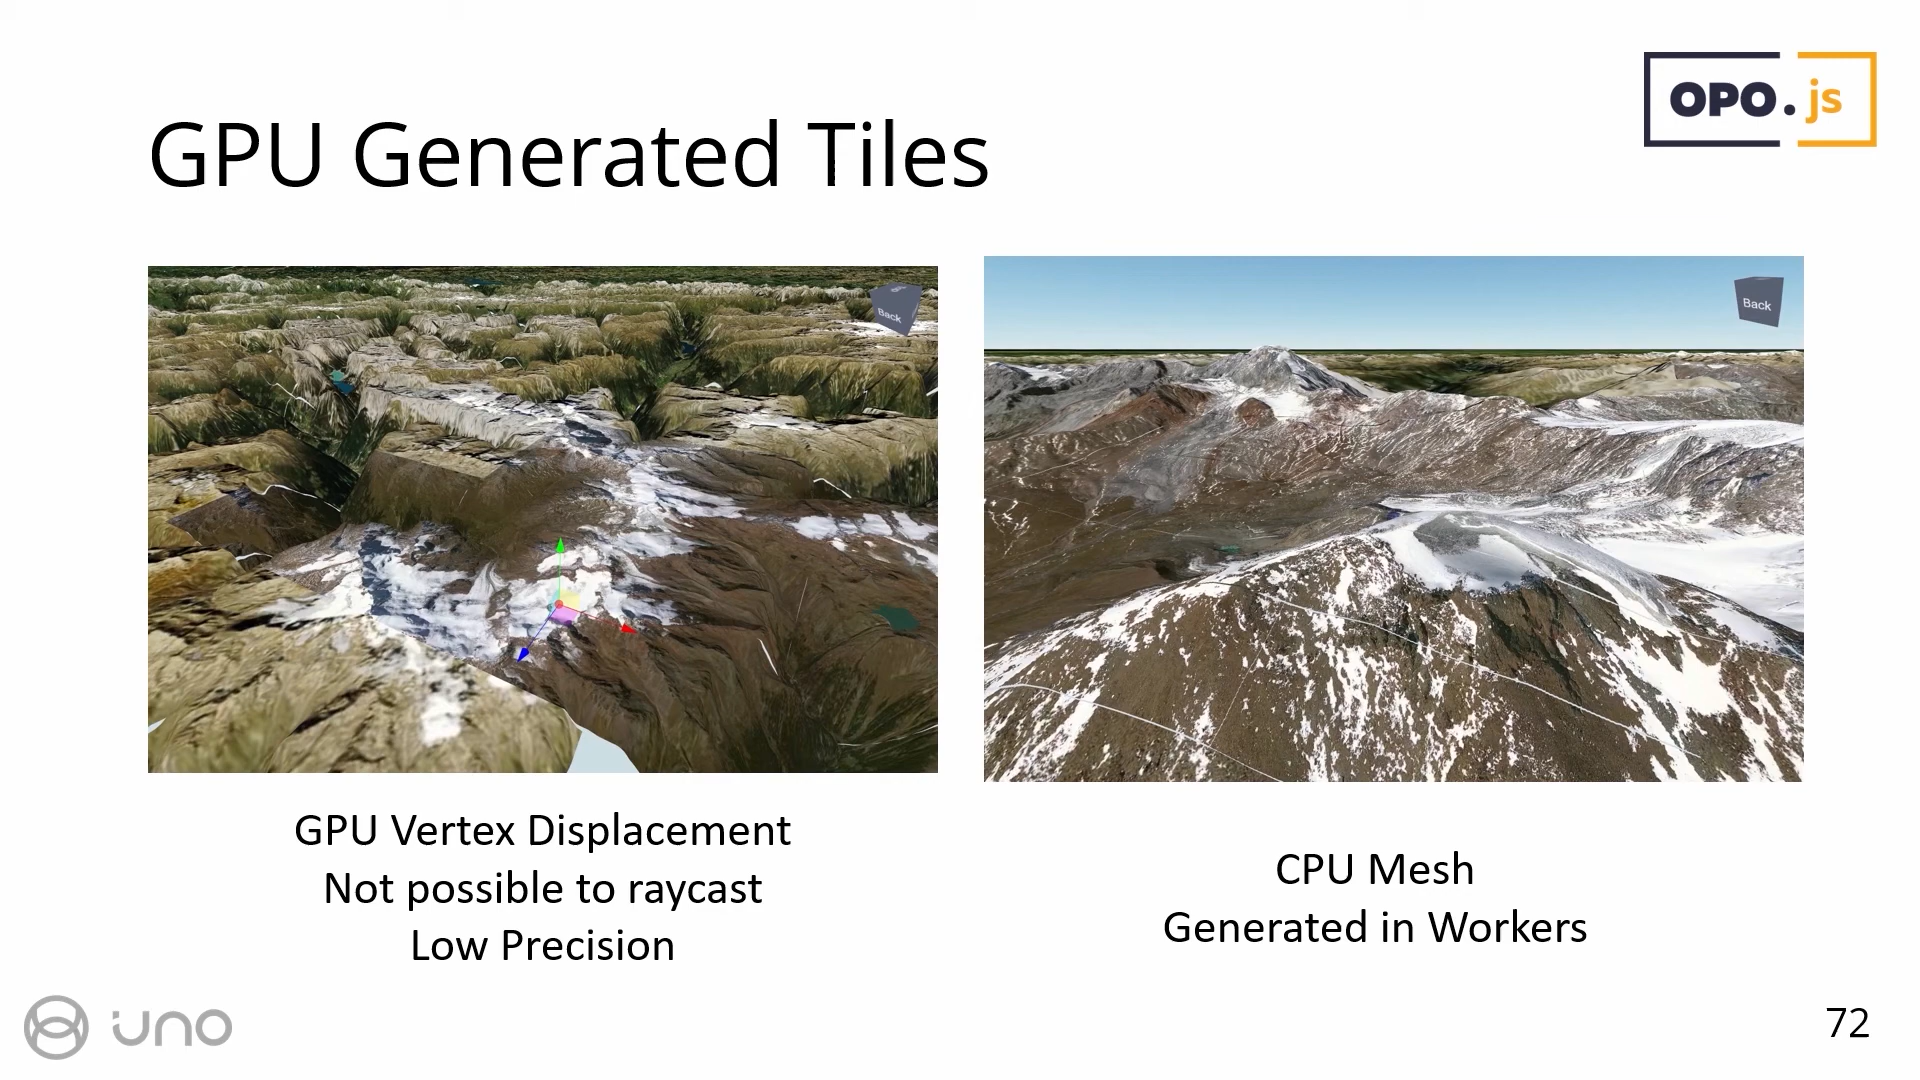 OPO.js
GPU Generated Tiles
Back
Back
GPU Vertex Displacement
Not possible to raycast
Low Precision
CPU Mesh
Generated in Workers
uno
72